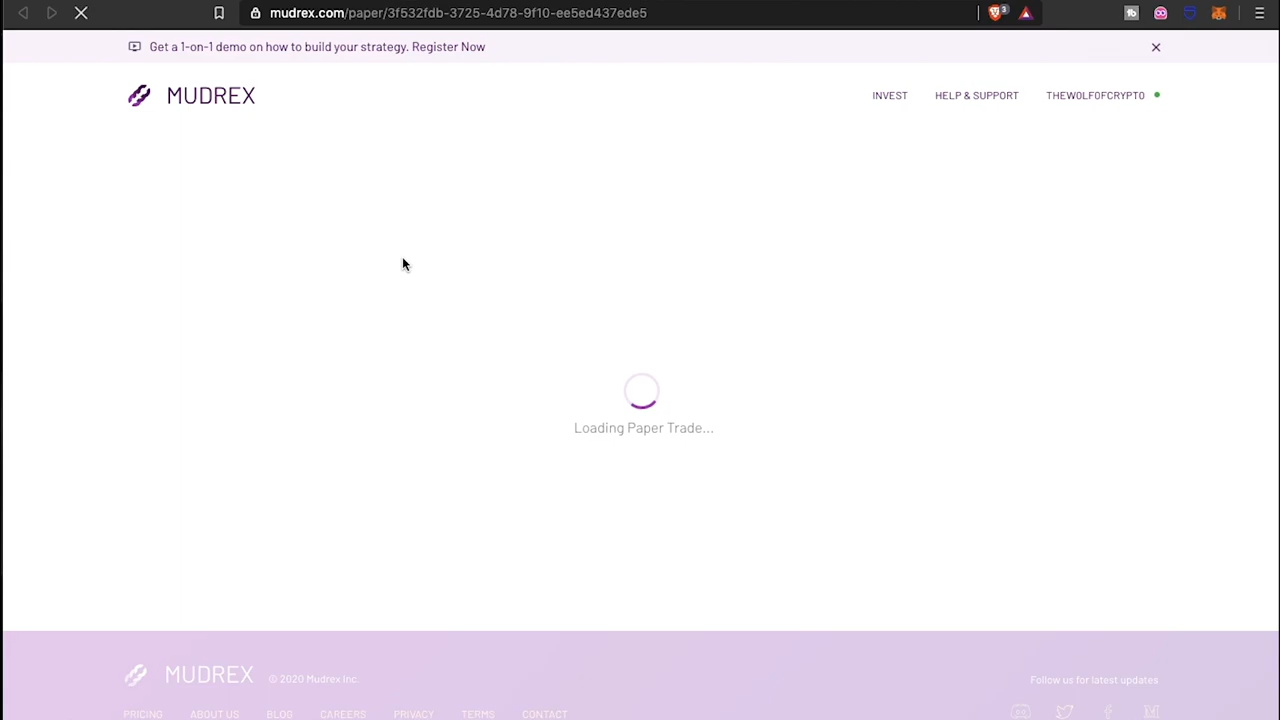 mudrex.com/paper/3f532fdb-3725-4d78-9f10-ee5ed437ede5
3
Get a 1-on-1 demo on how to build your strategy. Register Now
MUDREX
INVEST
HELP & SUPPORT
THEWOLFOFCRYPTO
Loading Paper Trade...
MUDREX
© 2020 Mudrex Inc.
Follow us for latest updates
PRICING
ABOUT US
BLOG
CAREERS
PRIVACY
TERMS
CONTACT